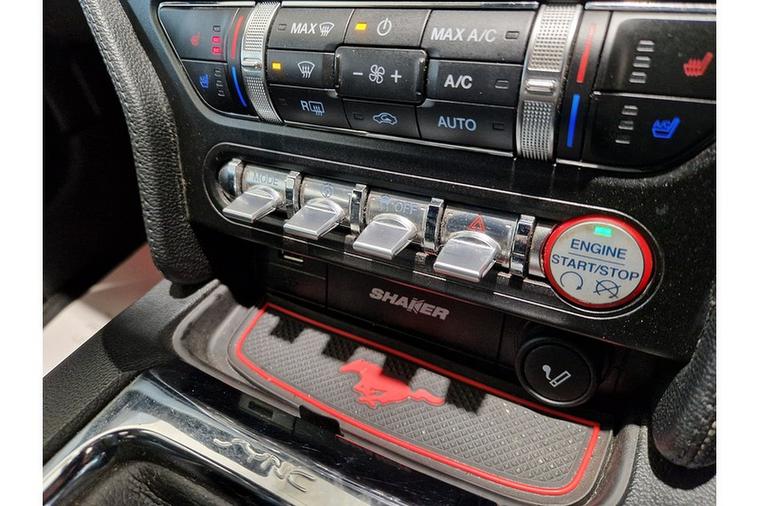 MAX
MAX A/C
- +
A/C
R
AUTO
A/C
MODE
OFF
ENGINE
START/STOP
SHAKER
SYNC